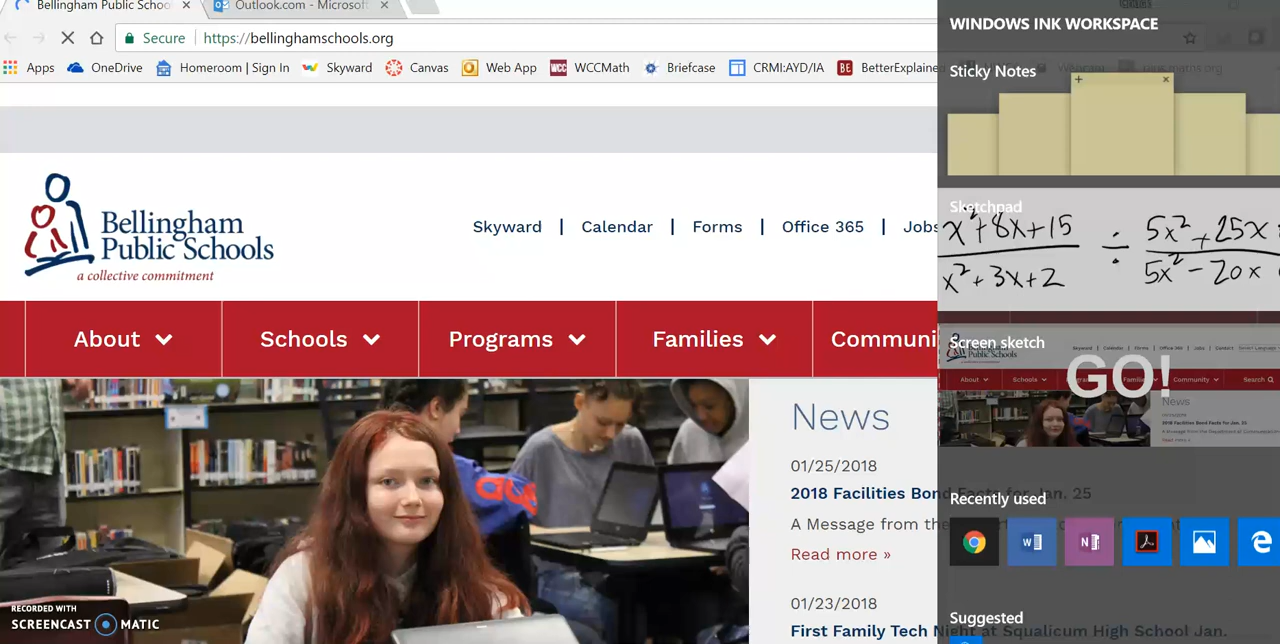 Bellingham Public Schoo
Outlook.com - Microsoft
Secure
https://bellinghamschools.org
Apps
OneDrive
Homeroom | Sign In
Skyward
Canvas
Web App
WCC
WCCMath
Briefcase
CRMI:AYD/IA
BE
BetterExplained
WINDOWS INK WORKSPACE
Sticky Notes
Sketchpad
x²+8x+15
x²+3x+2
÷
5x²+25x
5x²-20x
Bellingham
Public Schools
a collective commitment
Skyward | Calendar | Forms | Office 365 | Jobs
About
Schools
Programs
Families
Communi
Screen sketch
GO!
News
01/25/2018
2018 Facilities Bond Facts for Jan. 25
A Message from the
Read more »
01/23/2018
First Family Tech Night at Squalicum High School Jan.
Recently used
Suggested
RECORDED WITH
SCREENCAST MATIC